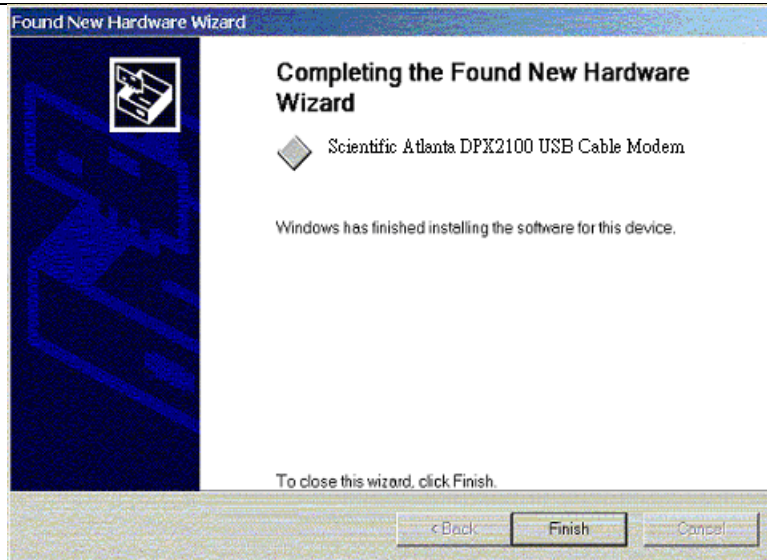 Found New Hardware Wizard
Completing the Found New Hardware
Wizard
Scientific Atlanta DPX2100 USB Cable Modem
Windows has finished installing the software for this device.
To close this wizard, click Finish.
< Back Finish Cancel